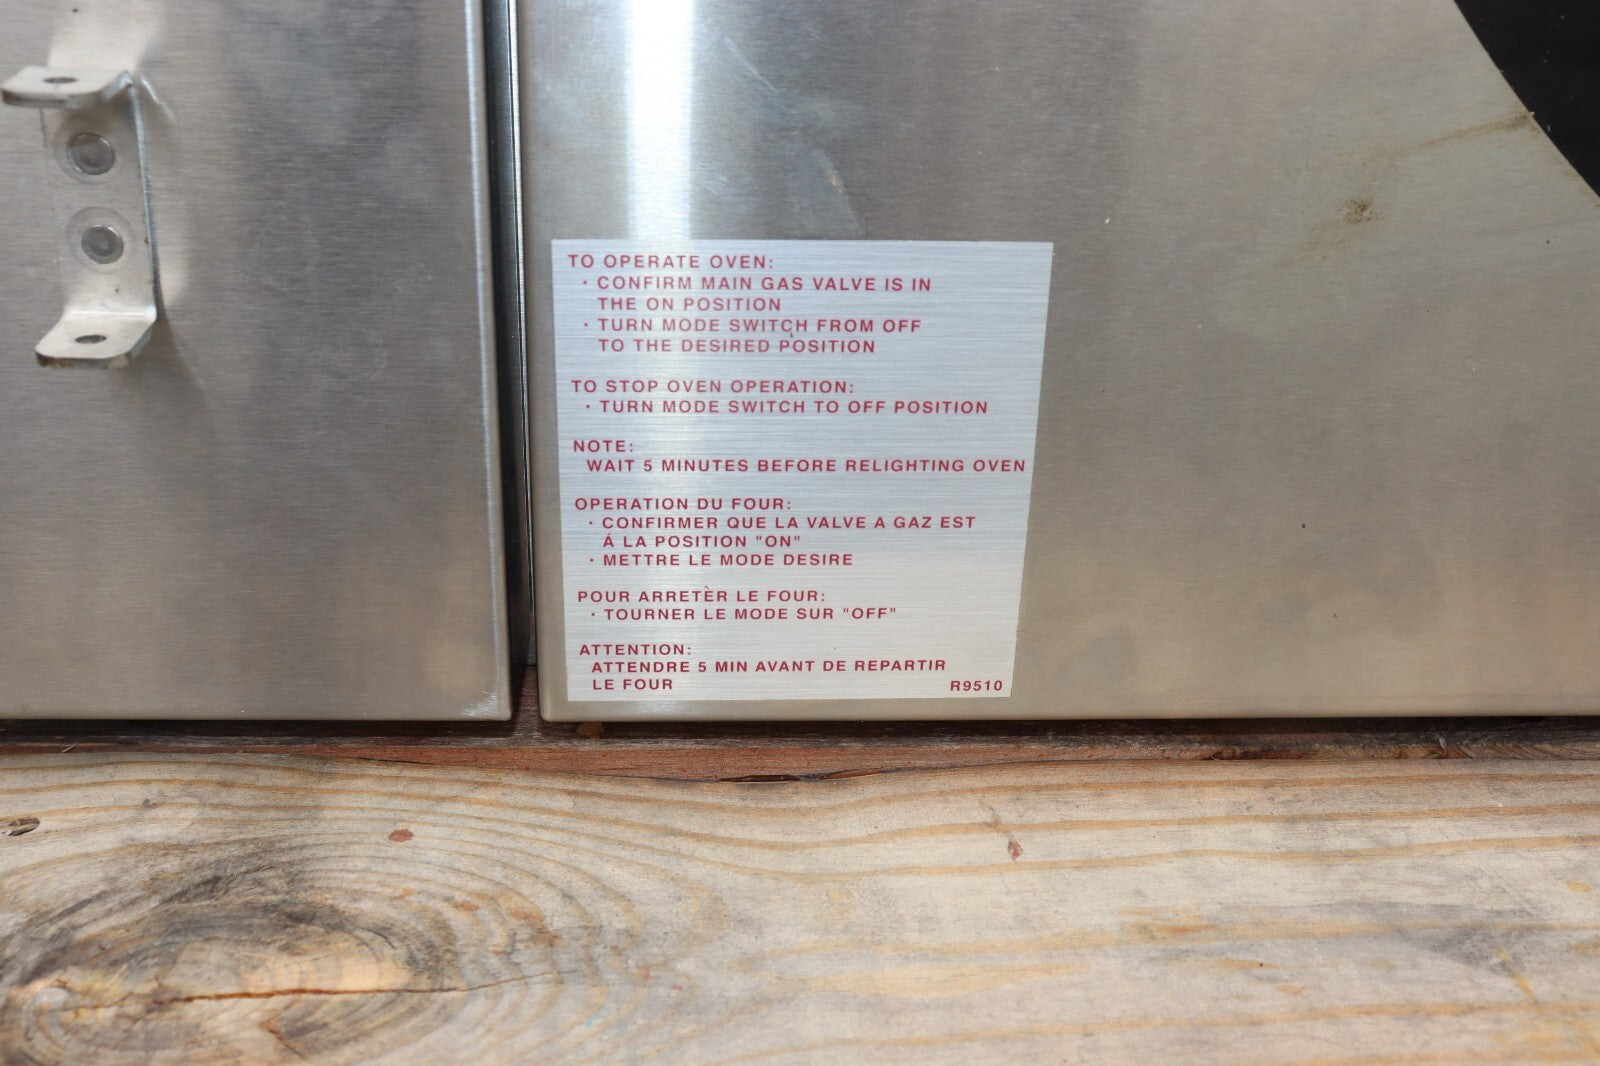 TO OPERATE OVEN:
· CONFIRM MAIN GAS VALVE IS IN
THE ON POSITION
· TURN MODE SWITCH FROM OFF
TO THE DESIRED POSITION
TO STOP OVEN OPERATION:
· TURN MODE SWITCH TO OFF POSITION
NOTE:
WAIT 5 MINUTES BEFORE RELIGHTING OVEN
OPERATION DU FOUR:
· CONFIRMER QUE LA VALVE A GAZ EST
Á LA POSITION "ON"
· METTRE LE MODE DESIRE
POUR ARRETÈR LE FOUR:
· TOURNER LE MODE SUR "OFF"
ATTENTION:
ATTENDRE 5 MIN AVANT DE REPARTIR
LE FOUR R9510